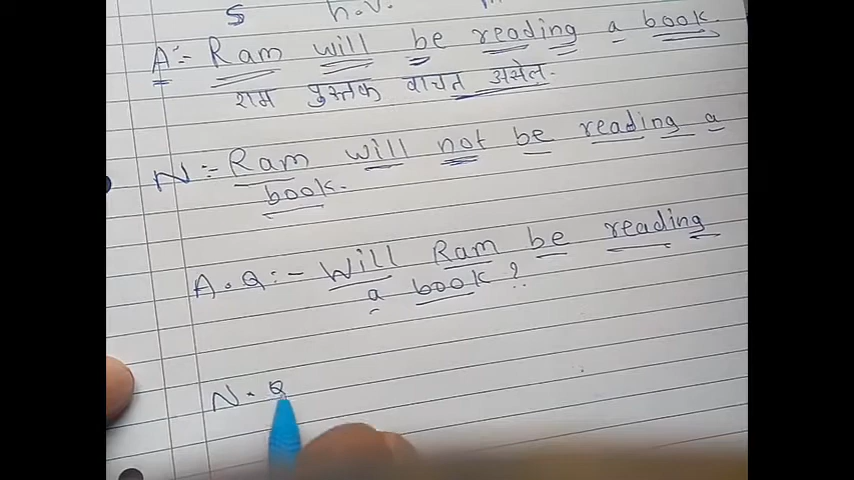 S h.v.
A:- Ram will be reading a book.
राम पुस्तक वाचत असेल.
N:- Ram will not be reading a
book.
A.Q:- Will Ram be reading
a book?
N.Q